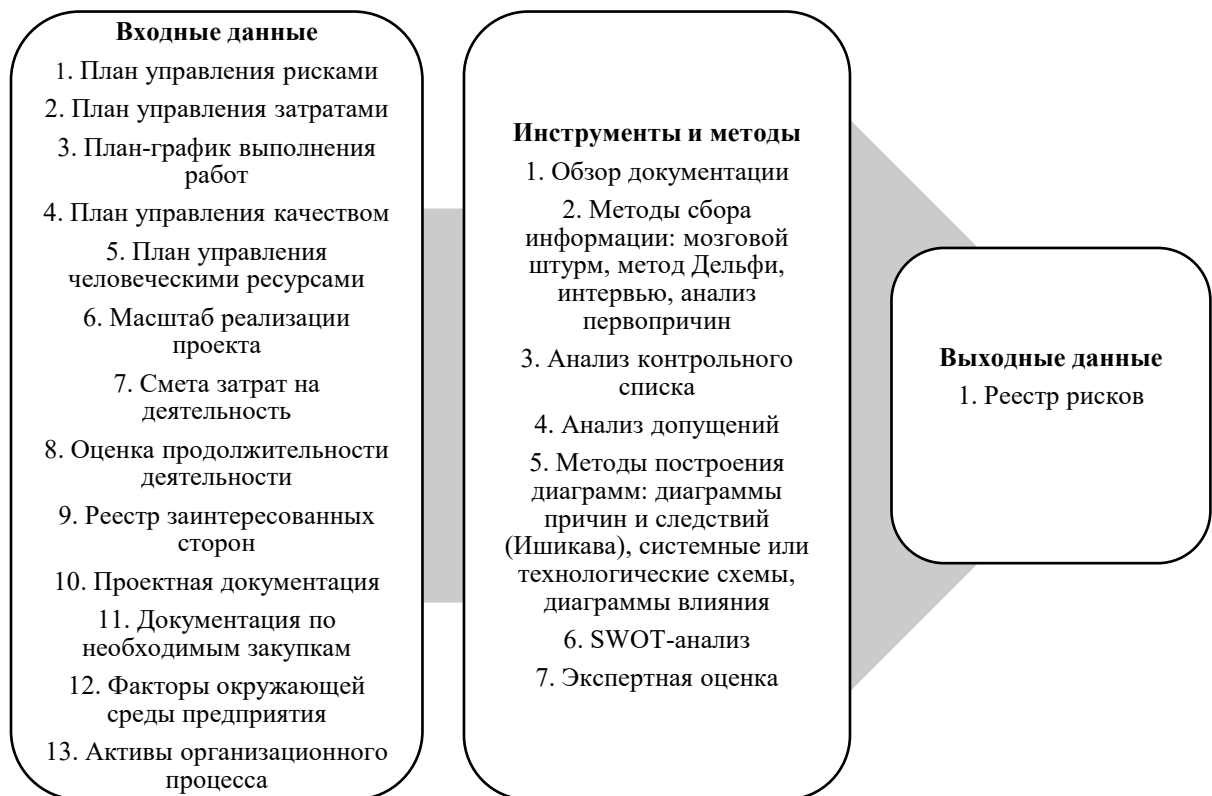 Входные данные
1. План управления рисками
2. План управления затратами
3. План-график выполнения
работ
4. План управления качеством
5. План управления
человеческими ресурсами
6. Масштаб реализации
проекта
7. Смета затрат на
деятельность
8. Оценка продолжительности
деятельности
9. Реестр заинтересованных
сторон
10. Проектная документация
11. Документация по
необходимым закупкам
12. Факторы окружающей
среды предприятия
13. Активы организационного
процесса
Инструменты и методы
1. Обзор документации
2. Методы сбора
информации: мозговой
штурм, метод Дельфи,
интервью, анализ
первопричин
3. Анализ контрольного
списка
4. Анализ допущений
5. Методы построения
диаграмм: диаграммы
причин и следствий
(Ишикава), системные или
технологические схемы,
диаграммы влияния
6. SWOT-анализ
7. Экспертная оценка
Выходные данные
1. Реестр рисков